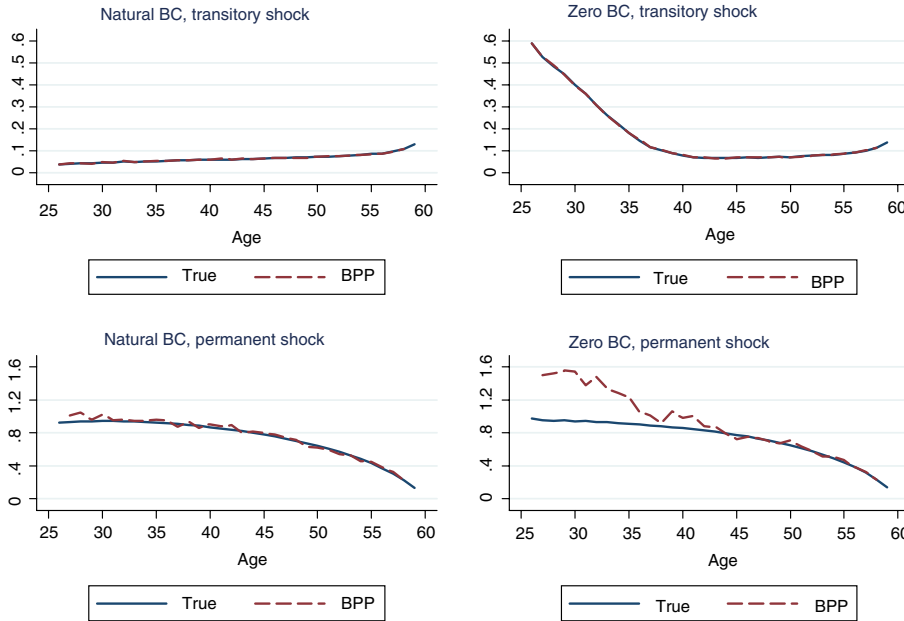 Natural BC, transitory shock
0 .1 .2 .3 .4 .5 .6
25 30 35 40 45 50 55 60
Age
True BPP
Zero BC, transitory shock
0 .1 .2 .3 .4 .5 .6
25 30 35 40 45 50 55 60
Age
True BPP
Natural BC, permanent shock
0 .4 .8 1.2 1.6
25 30 35 40 45 50 55 60
Age
True BPP
Zero BC, permanent shock
0 .4 .8 1.2 1.6
25 30 35 40 45 50 55 60
Age
True BPP